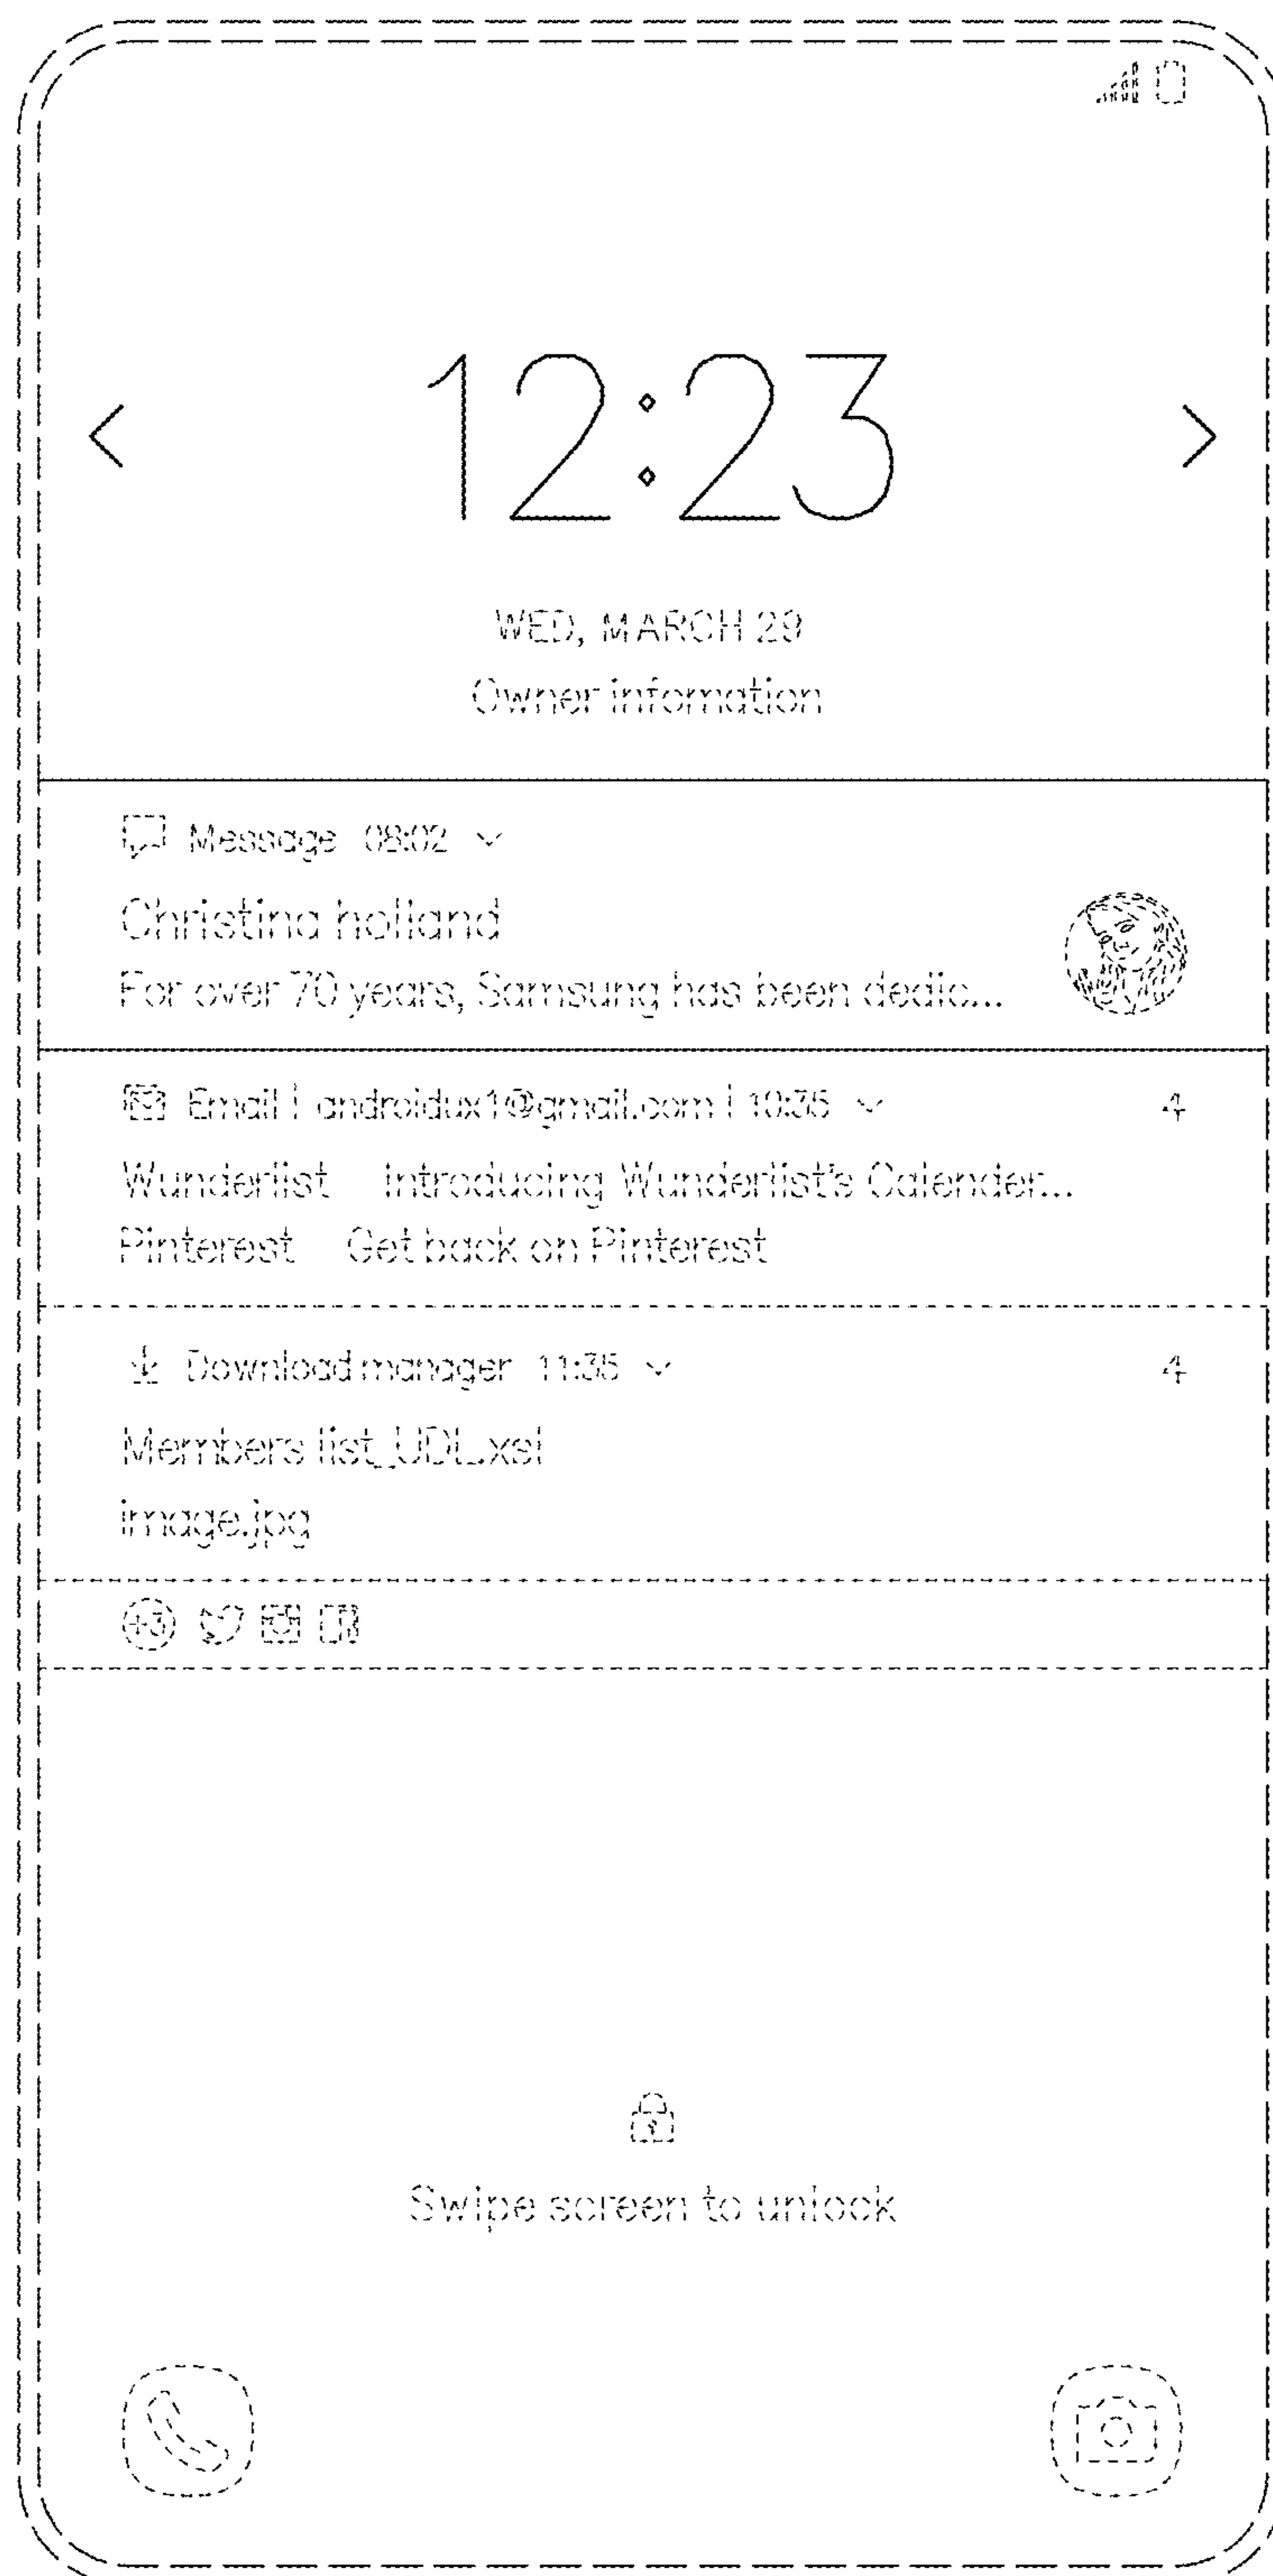 12:23
WED, MARCH 29
Owner information
Message 08:02
Christina holland
For over 70 years, Samsung has been dedic...
Email | androidux1@gmail.com | 10:35 4
Wunderlist Introducing Wunderlist's Calender...
Pinterest Get back on Pinterest
Download manager 11:35 4
Members list_UDL.xsl
image.jpg
+3
Swipe screen to unlock